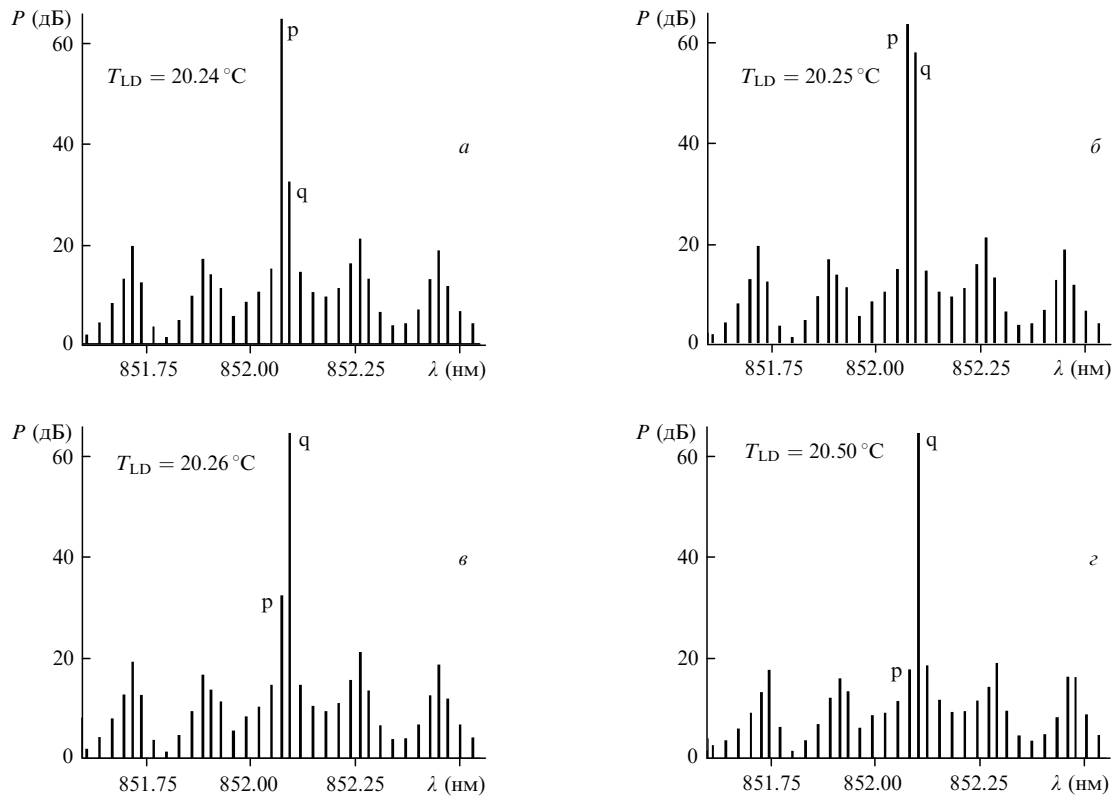 P (дБ)
60
40
20
0
T_LD = 20.24 °C
p
q
а
851.75
852.00
852.25
λ (нм)
P (дБ)
60
40
20
0
T_LD = 20.25 °C
p
q
б
851.75
852.00
852.25
λ (нм)
P (дБ)
60
40
20
0
T_LD = 20.26 °C
q
p
в
851.75
852.00
852.25
λ (нм)
P (дБ)
60
40
20
0
T_LD = 20.50 °C
q
p
г
851.75
852.00
852.25
λ (нм)